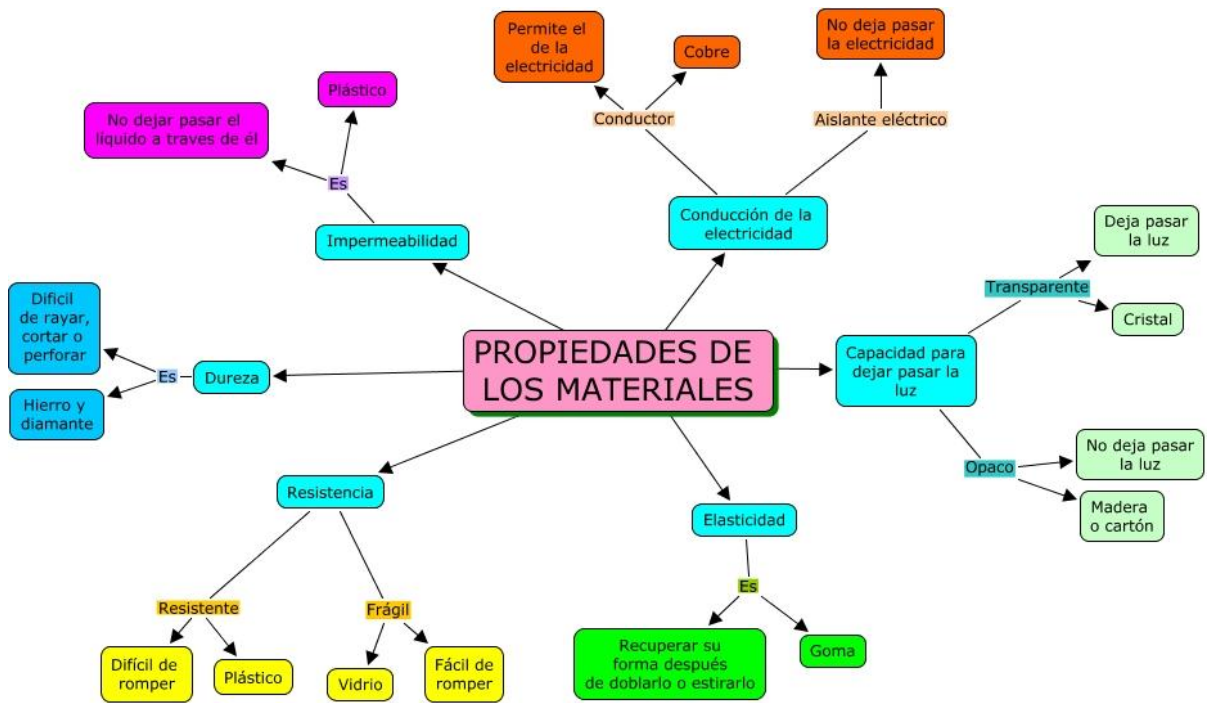 PROPIEDADES DE
LOS MATERIALES
Impermeabilidad
Es
No dejar pasar el
líquido a traves de él
Plástico
Conducción de la
electricidad
Conductor
Permite el
de la
electricidad
Cobre
Aislante eléctrico
No deja pasar
la electricidad
Capacidad para
dejar pasar la
luz
Transparente
Deja pasar
la luz
Cristal
Opaco
No deja pasar
la luz
Madera
o cartón
Elasticidad
Es
Recuperar su
forma después
de doblarlo o estirarlo
Goma
Resistencia
Resistente
Difícil de
romper
Plástico
Frágil
Vidrio
Fácil de
romper
Dureza
Es
Dificil
de rayar,
cortar o
perforar
Hierro y
diamante